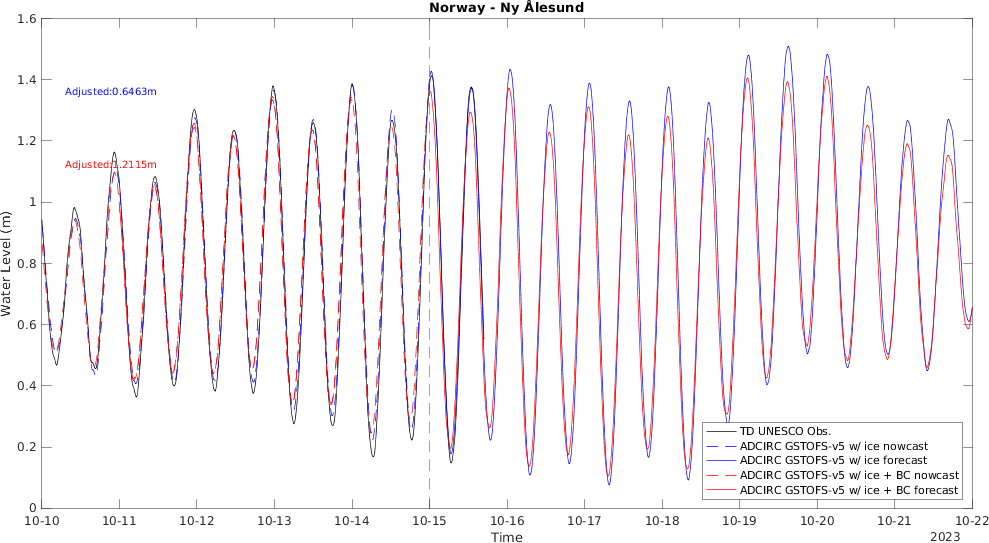 Norway - Ny Ålesund
1.6
1.4
1.2
1
0.8
0.6
0.4
0.2
0
Water Level (m)
Adjusted:0.6463m
Adjusted:1.2115m
TD UNESCO Obs.
ADCIRC GSTOFS-v5 w/ ice nowcast
ADCIRC GSTOFS-v5 w/ ice forecast
ADCIRC GSTOFS-v5 w/ ice + BC nowcast
ADCIRC GSTOFS-v5 w/ ice + BC forecast
10-10 10-11 10-12 10-13 10-14 10-15 10-16 10-17 10-18 10-19 10-20 10-21 10-22
Time
2023